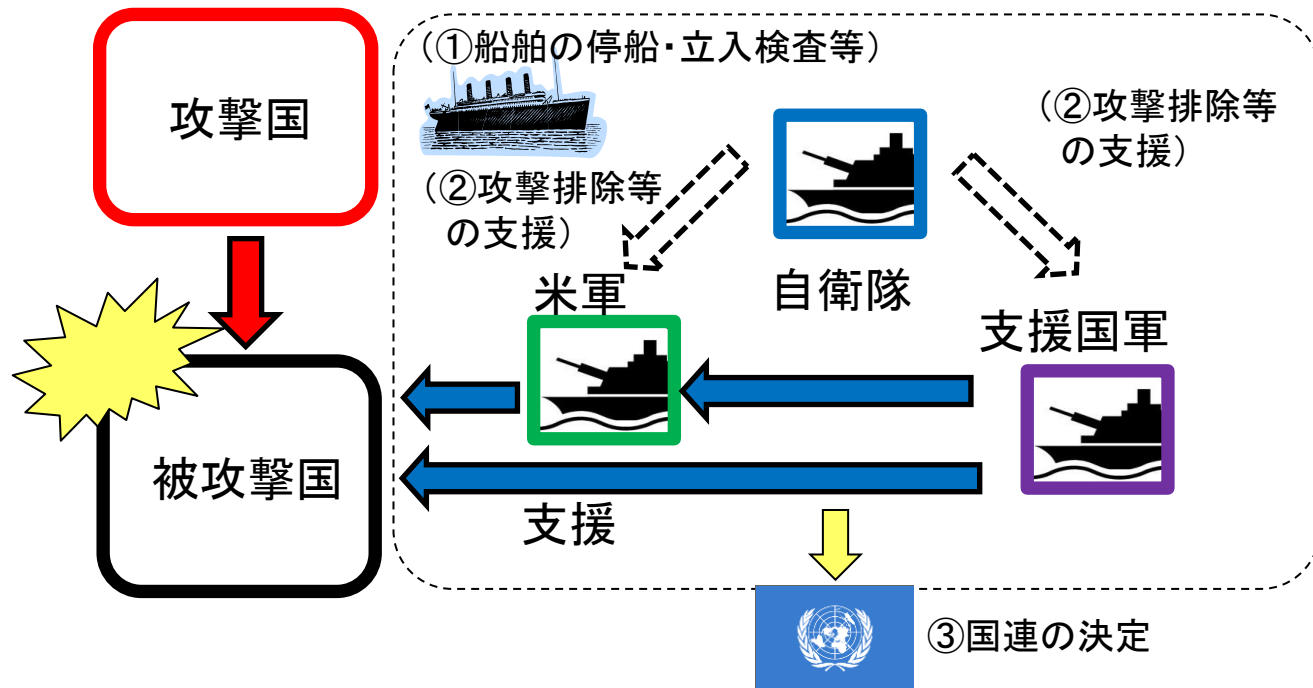 (①船舶の停船・立入検査等)
攻撃国
(②攻撃排除等
の支援)
(②攻撃排除等
の支援)
米軍
自衛隊
支援国軍
被攻撃国
支援
③国連の決定